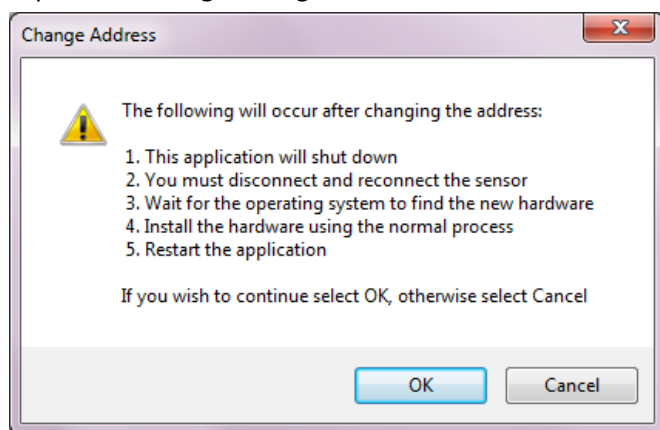 Change Address
The following will occur after changing the address:
1. This application will shut down
2. You must disconnect and reconnect the sensor
3. Wait for the operating system to find the new hardware
4. Install the hardware using the normal process
5. Restart the application
If you wish to continue select OK, otherwise select Cancel
OK
Cancel